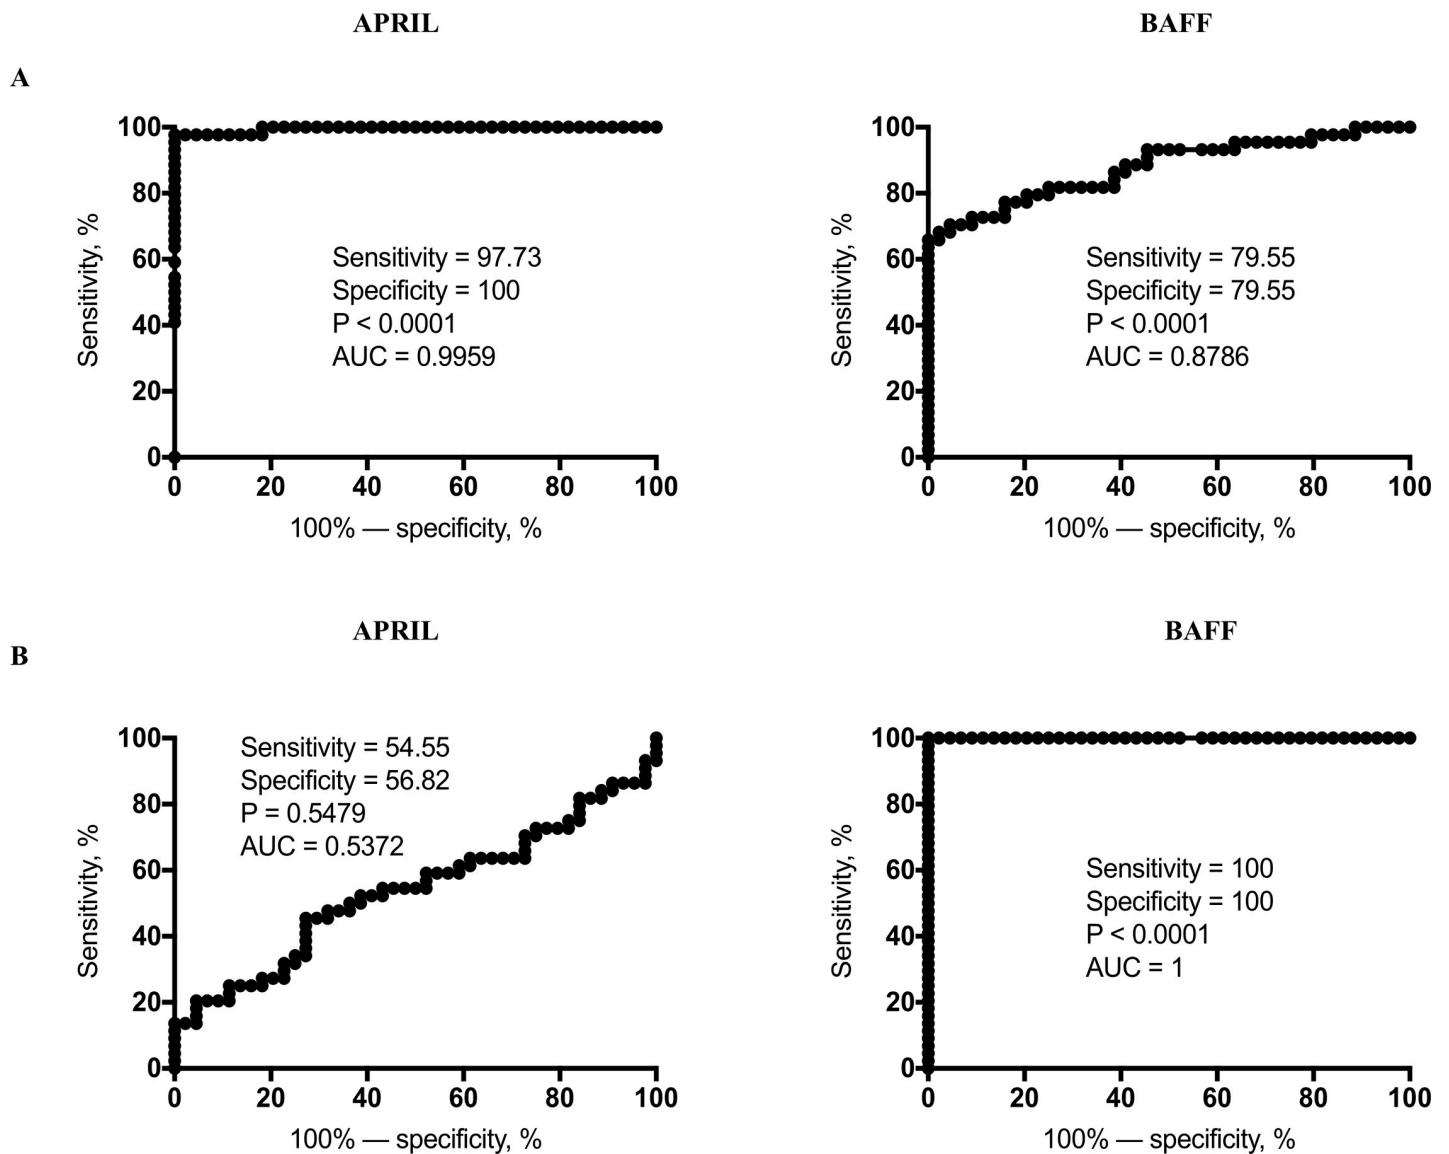 APRIL
BAFF
A
100
80
60
40
20
0
Sensitivity, %
Sensitivity = 97.73
Specificity = 100
P < 0.0001
AUC = 0.9959
0 20 40 60 80 100
100% — specificity, %
100
80
60
40
20
0
Sensitivity, %
Sensitivity = 79.55
Specificity = 79.55
P < 0.0001
AUC = 0.8786
0 20 40 60 80 100
100% — specificity, %
APRIL
BAFF
B
100
80
60
40
20
0
Sensitivity, %
Sensitivity = 54.55
Specificity = 56.82
P = 0.5479
AUC = 0.5372
0 20 40 60 80 100
100% — specificity, %
100
80
60
40
20
0
Sensitivity, %
Sensitivity = 100
Specificity = 100
P < 0.0001
AUC = 1
0 20 40 60 80 100
100% — specificity, %